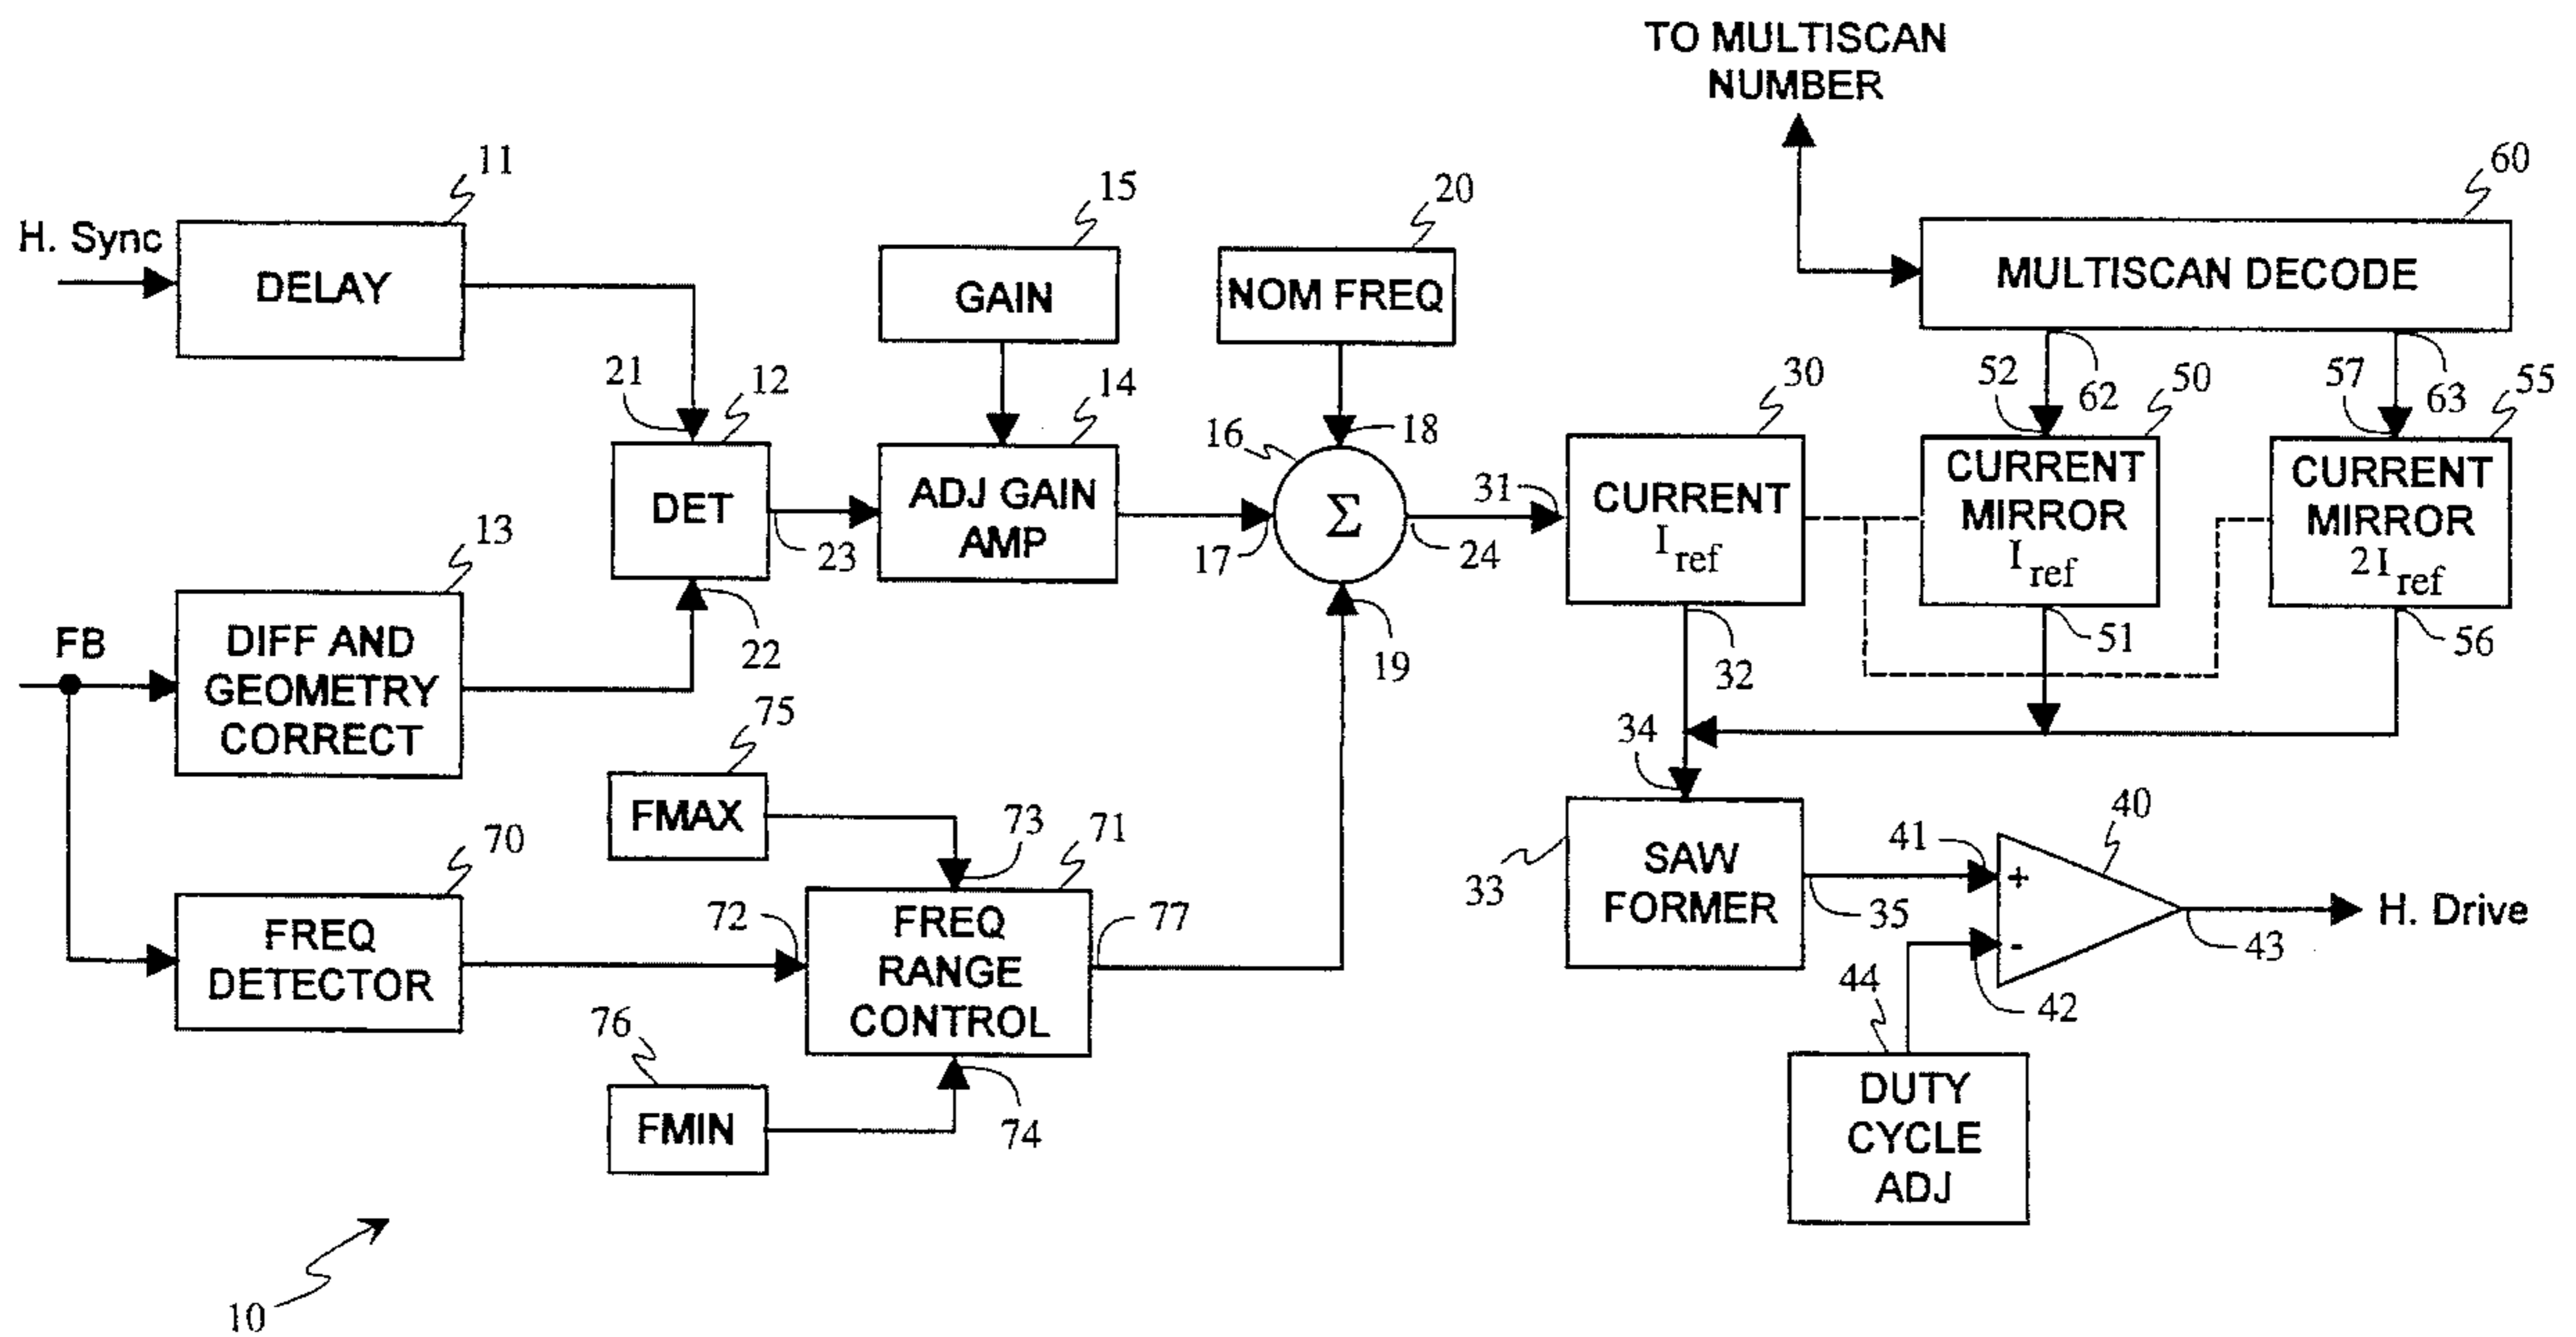 TO MULTISCAN
NUMBER
11
15
20
60
H. Sync
DELAY
GAIN
NOM FREQ
MULTISCAN DECODE
21
12
14
16
18
30
52
62
50
57
63
55
DET
23
ADJ GAIN
AMP
17
Σ
24
31
CURRENT
I ref
CURRENT
MIRROR
I ref
CURRENT
MIRROR
2I ref
13
22
19
32
51
56
FB
DIFF AND
GEOMETRY
CORRECT
75
34
FMAX
73
71
70
72
77
FREQ
DETECTOR
FREQ
RANGE
CONTROL
33
SAW
FORMER
35
41
+
-
40
43
H. Drive
42
44
76
FMIN
74
DUTY
CYCLE
ADJ
10